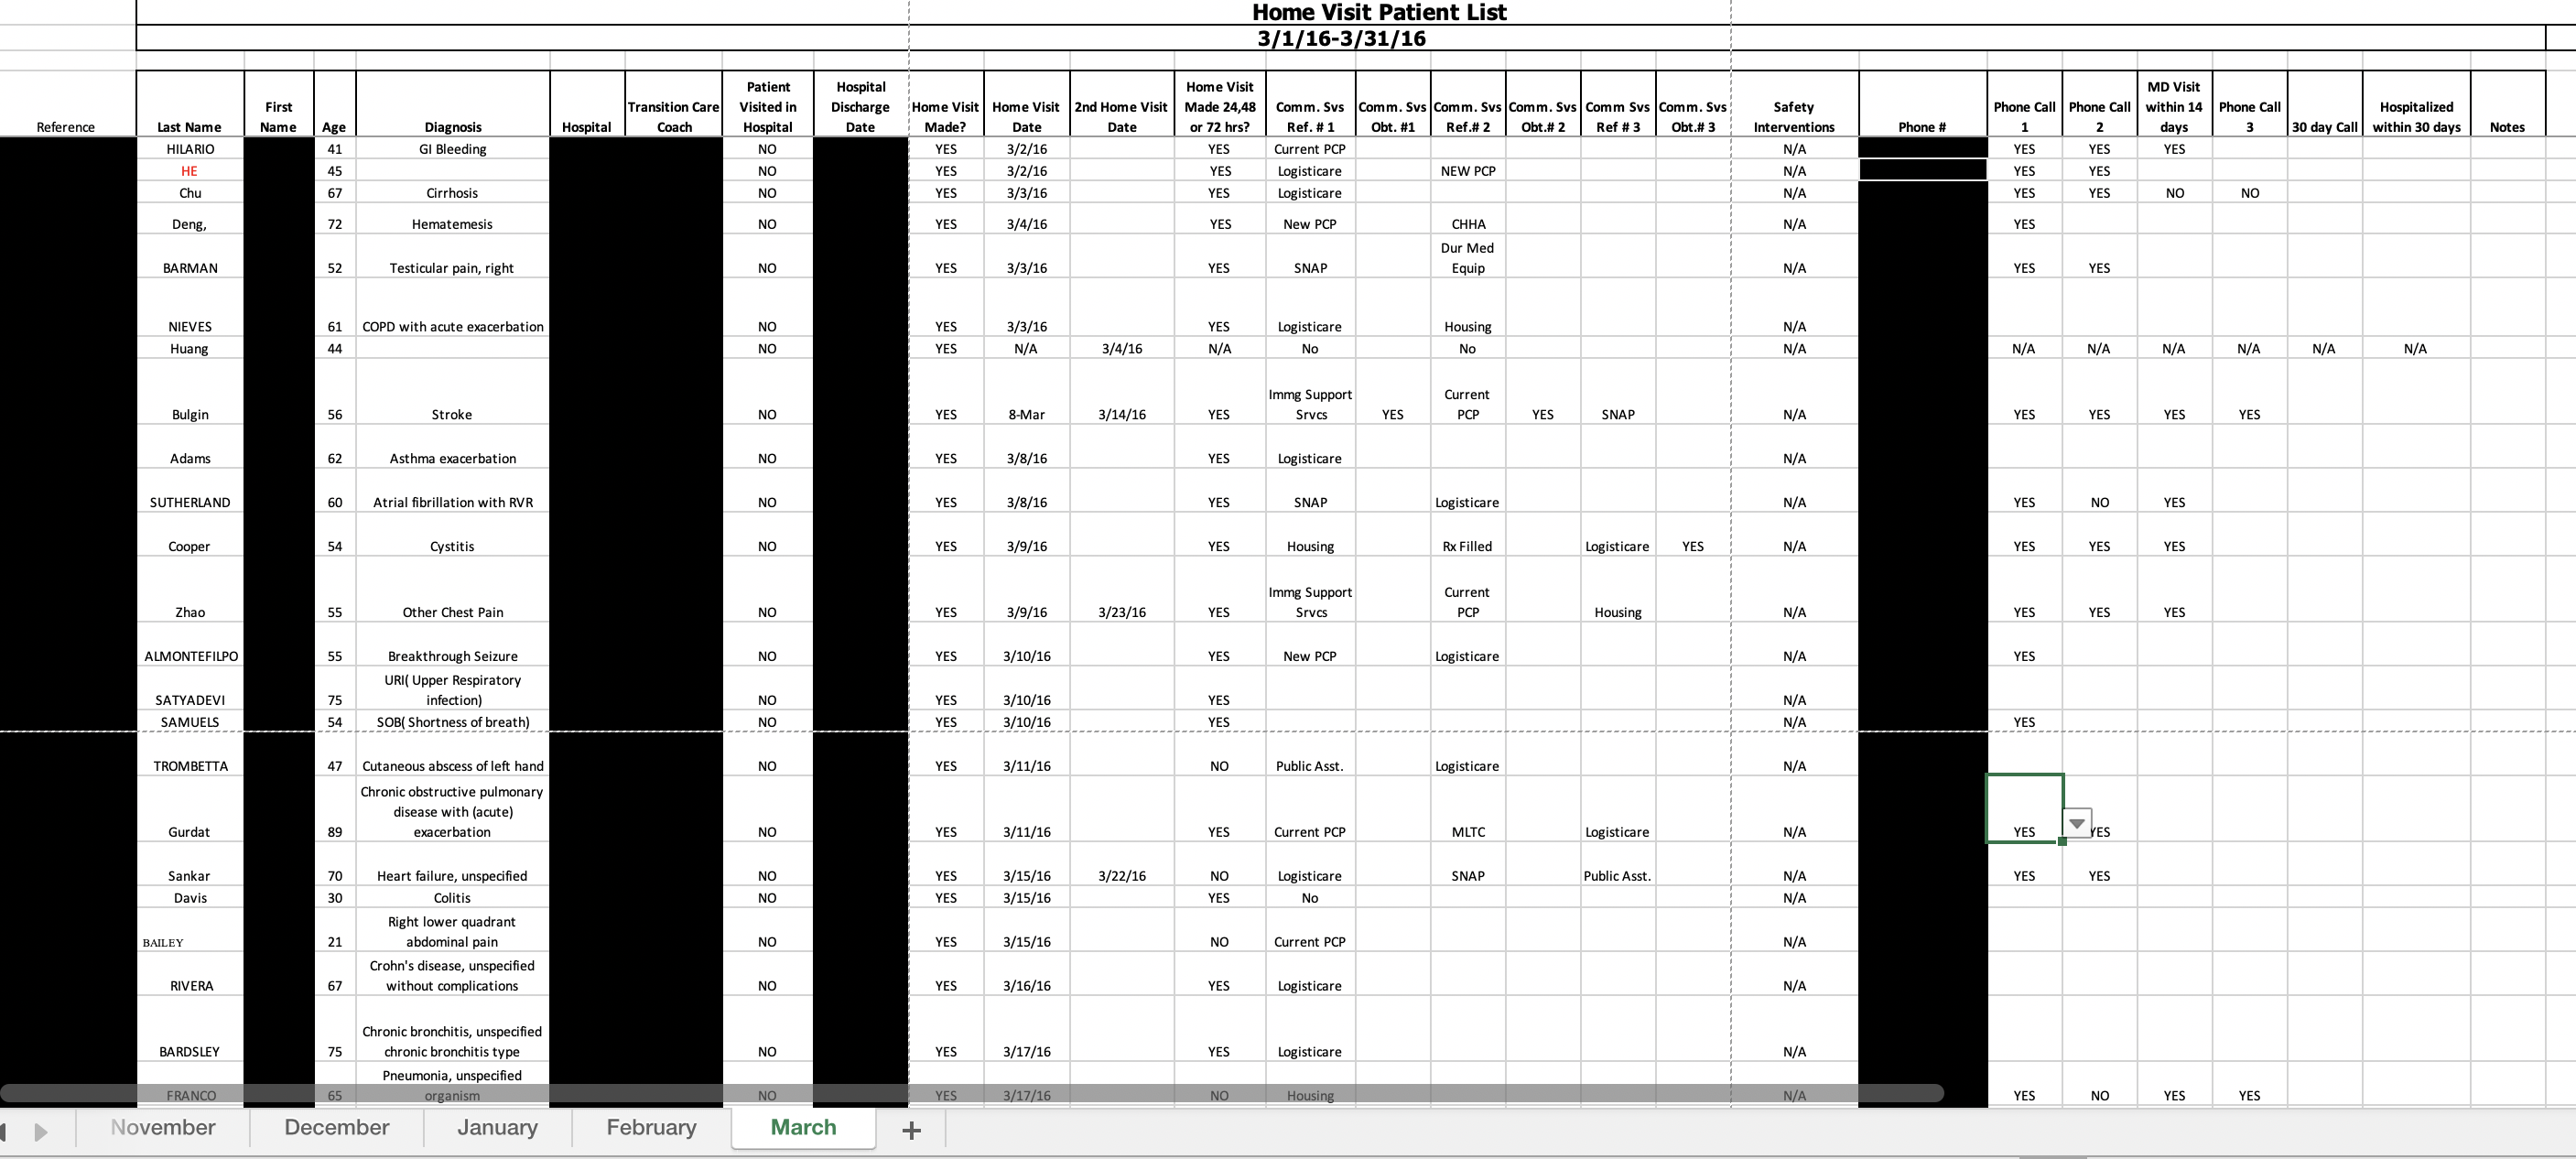 Home Visit Patient List
3/1/16-3/31/16
Reference Last Name First Name Age Diagnosis Hospital Transition Care Coach Patient Visited in Hospital Hospital Discharge Date Home Visit Made? Home Visit Date 2nd Home Visit Date Home Visit Made 24,48 or 72 hrs? Comm. Svs Ref. # 1 Comm. Svs Obt. #1 Comm. Svs Ref.# 2 Comm. Svs Obt.# 2 Comm Svs Ref # 3 Comm. Svs Obt.# 3 Safety Interventions Phone # Phone Call 1 Phone Call 2 MD Visit within 14 days Phone Call 3 30 day Call Hospitalized within 30 days Notes
HILARIO 41 GI Bleeding NO YES 3/2/16 YES Current PCP N/A YES YES YES
HE 45 NO YES 3/2/16 YES Logisticare NEW PCP N/A YES YES
Chu 67 Cirrhosis NO YES 3/3/16 YES Logisticare N/A YES YES NO NO
Deng, 72 Hematemesis NO YES 3/4/16 YES New PCP CHHA N/A YES
BARMAN 52 Testicular pain, right NO YES 3/3/16 YES SNAP Dur Med Equip N/A YES YES
NIEVES 61 COPD with acute exacerbation NO YES 3/3/16 YES Logisticare Housing N/A
Huang 44 NO YES N/A 3/4/16 N/A No No N/A N/A N/A N/A N/A N/A N/A
Bulgin 56 Stroke NO YES 8-Mar 3/14/16 YES Immg Support Srvcs YES Current PCP YES SNAP N/A YES YES YES YES
Adams 62 Asthma exacerbation NO YES 3/8/16 YES Logisticare N/A
SUTHERLAND 60 Atrial fibrillation with RVR NO YES 3/8/16 YES SNAP Logisticare N/A YES NO YES
Cooper 54 Cystitis NO YES 3/9/16 YES Housing Rx Filled Logisticare YES N/A YES YES YES
Zhao 55 Other Chest Pain NO YES 3/9/16 3/23/16 YES Immg Support Srvcs Current PCP Housing N/A YES YES YES
ALMONTEFILPO 55 Breakthrough Seizure NO YES 3/10/16 YES New PCP Logisticare N/A YES
SATYADEVI 75 URI( Upper Respiratory infection) NO YES 3/10/16 YES N/A
SAMUELS 54 SOB( Shortness of breath) NO YES 3/10/16 YES N/A YES
TROMBETTA 47 Cutaneous abscess of left hand NO YES 3/11/16 NO Public Asst. Logisticare N/A
Gurdat 89 Chronic obstructive pulmonary disease with (acute) exacerbation NO YES 3/11/16 YES Current PCP MLTC Logisticare N/A YES YES
Sankar 70 Heart failure, unspecified NO YES 3/15/16 3/22/16 NO Logisticare SNAP Public Asst. N/A YES YES
Davis 30 Colitis NO YES 3/15/16 YES No N/A
BAILEY 21 Right lower quadrant abdominal pain NO YES 3/15/16 NO Current PCP N/A
RIVERA 67 Crohn's disease, unspecified without complications NO YES 3/16/16 YES Logisticare N/A
BARDSLEY 75 Chronic bronchitis, unspecified chronic bronchitis type NO YES 3/17/16 YES Logisticare N/A
FRANCO 65 Pneumonia, unspecified organism NO YES 3/17/16 NO Housing N/A YES NO YES YES
November December January February March +